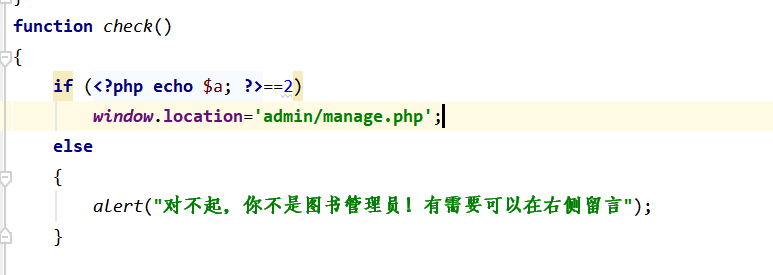 }
function check()
{
if (<?php echo $a; ?>==2)
window.location='admin/manage.php';
else
{
alert("对不起，你不是图书管理员！有需要可以在右侧留言");
}